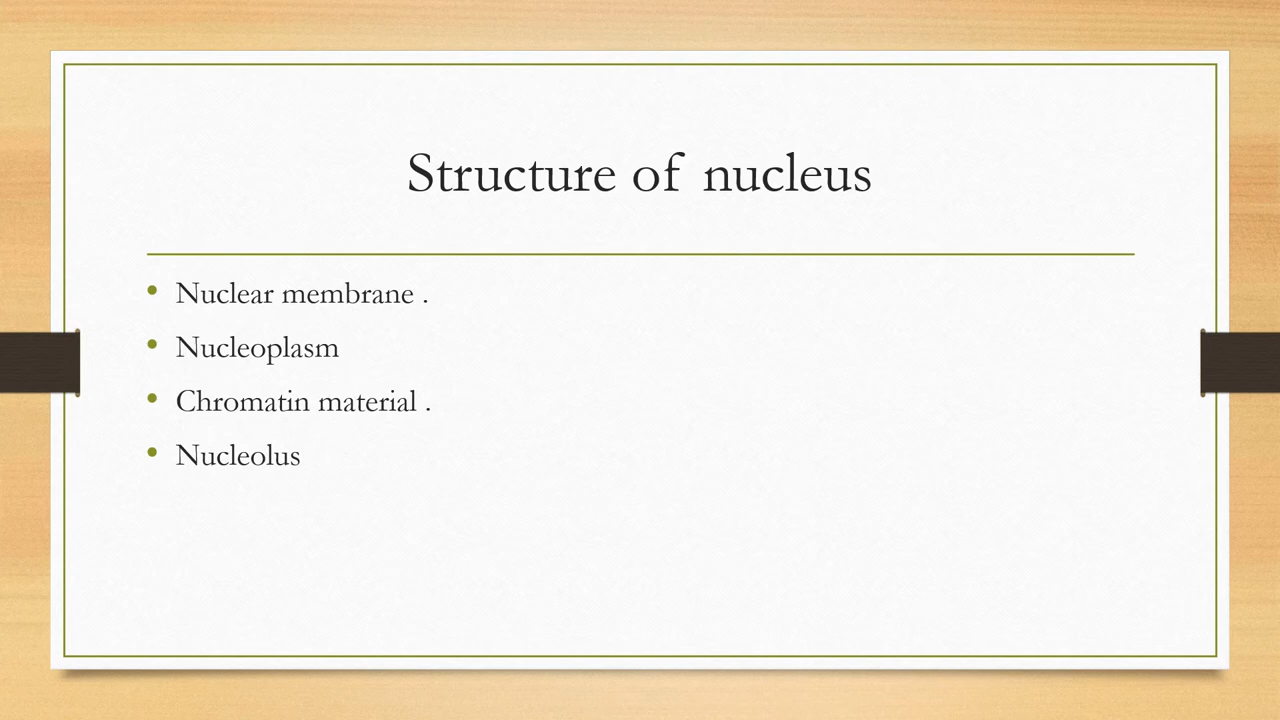 Structure of nucleus
• Nuclear membrane .
• Nucleoplasm
• Chromatin material .
• Nucleolus